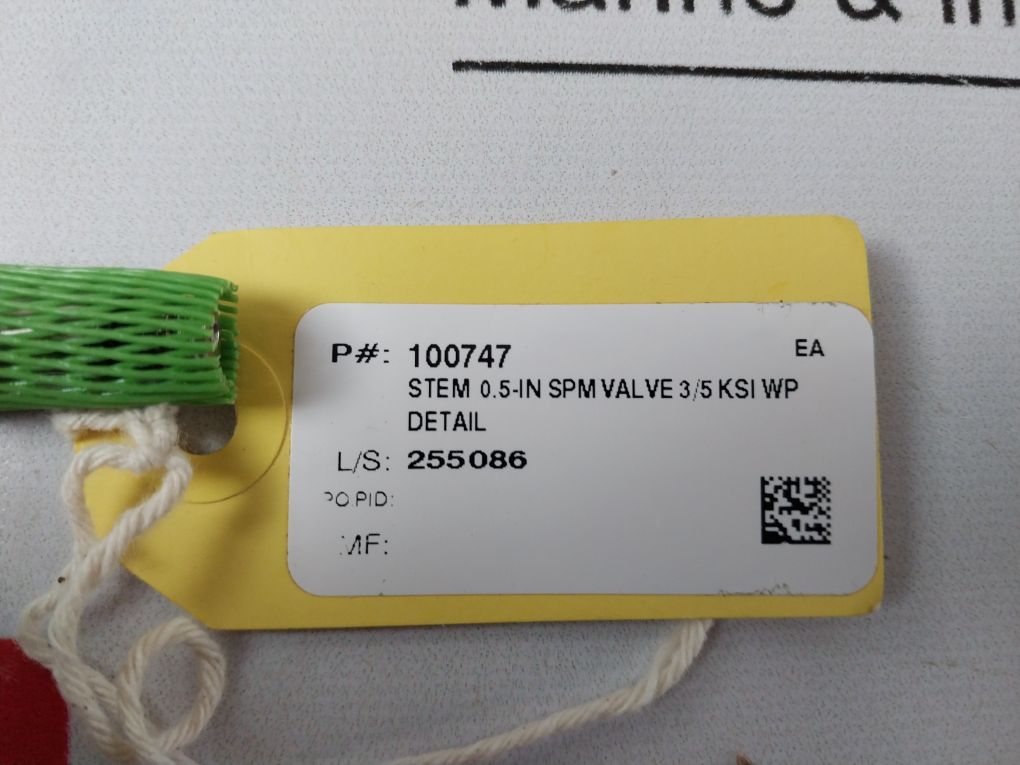 P#: 100747 EA
STEM 0.5-IN SPM VALVE 3/5 KSI WP
DETAIL
L/S: 255086
PO PID:
MF: